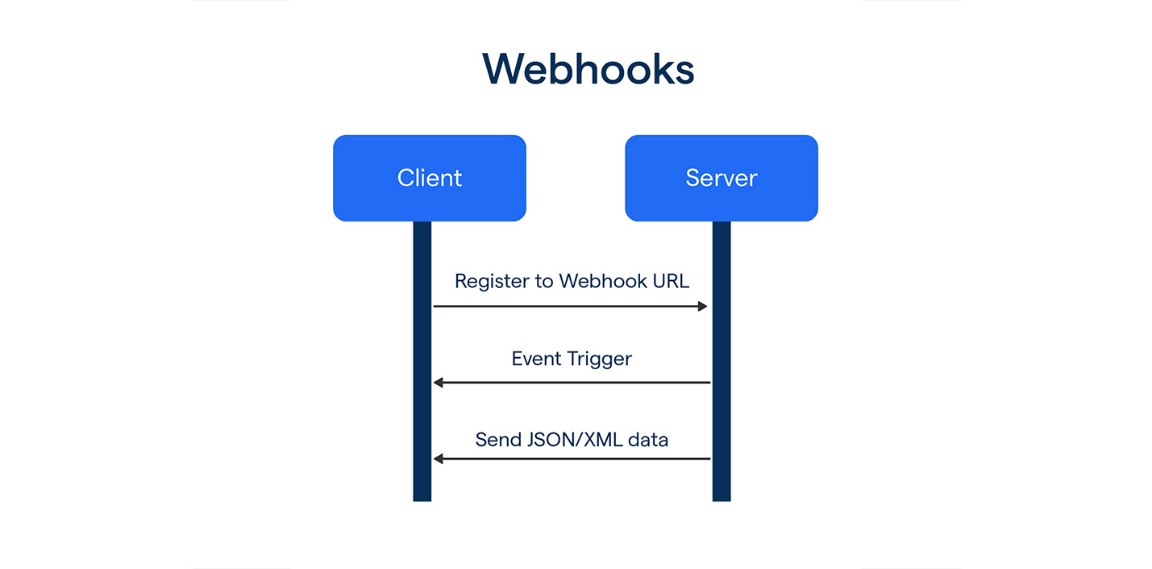 Webhooks
Client
Server
Register to Webhook URL
Event Trigger
Send JSON/XML data